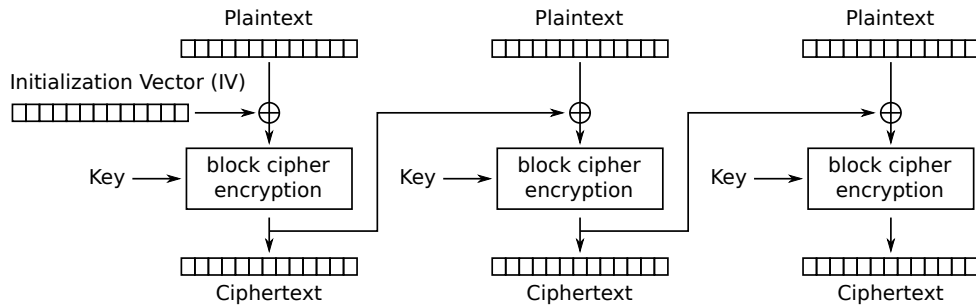 Plaintext
Plaintext
Plaintext
Initialization Vector (IV)
Key
block cipher
encryption
Key
block cipher
encryption
Key
block cipher
encryption
Ciphertext
Ciphertext
Ciphertext